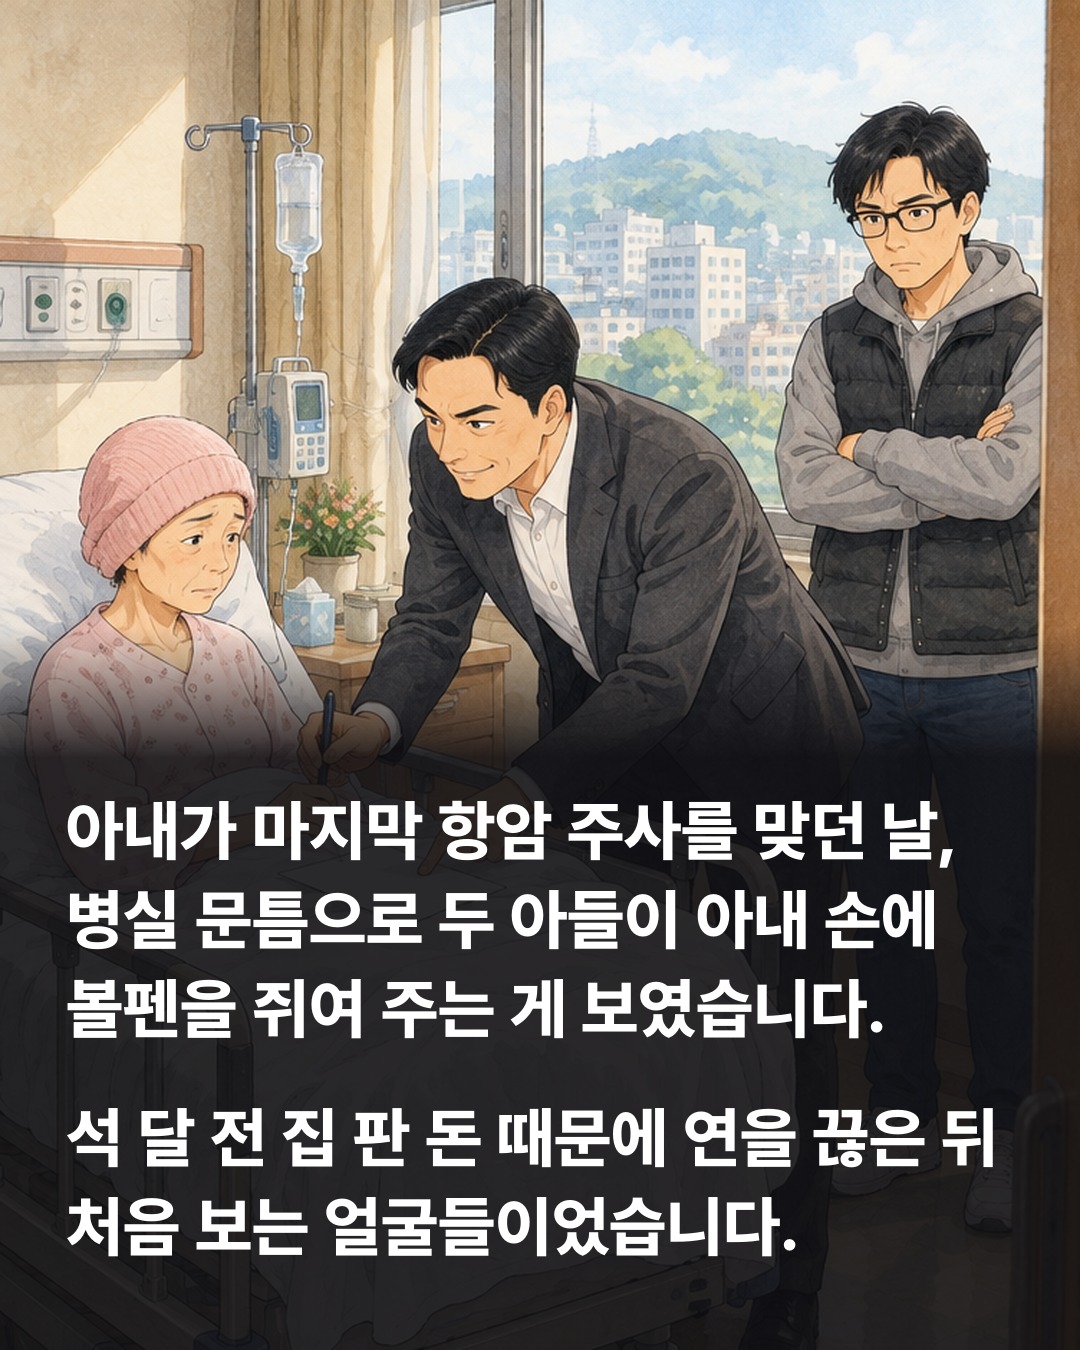 아내가 마지막 항암 주사를 맞던 날,
병실 문틈으로 두 아들이 아내 손에
볼펜을 쥐여 주는 게 보였습니다.
석 달 전 집 판 돈 때문에 연을 끊은 뒤
처음 보는 얼굴들이었습니다.